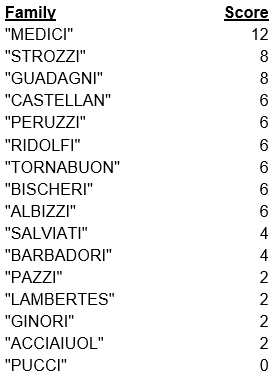 Family Score
"MEDICI" 12
"STROZZI" 8
"GUADAGNI" 8
"CASTELLAN" 6
"PERUZZI" 6
"RIDOLFI" 6
"TORNABUON" 6
"BISCHERI" 6
"ALBIZZI" 6
"SALVIATI" 4
"BARBADORI" 4
"PAZZI" 2
"LAMBERTES" 2
"GINORI" 2
"ACCIAIUOL" 2
"PUCCI" 0